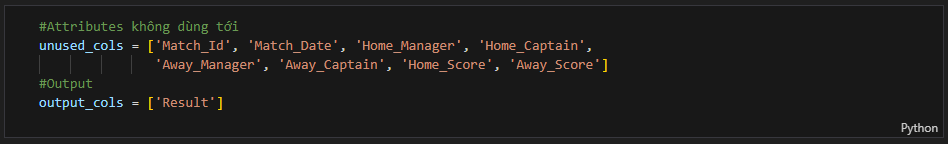 #Attributes không dùng tới
unused_cols = ['Match_Id', 'Match_Date', 'Home_Manager', 'Home_Captain',
'Away_Manager', 'Away_Captain', 'Home_Score', 'Away_Score']
#Output
output_cols = ['Result']
Python